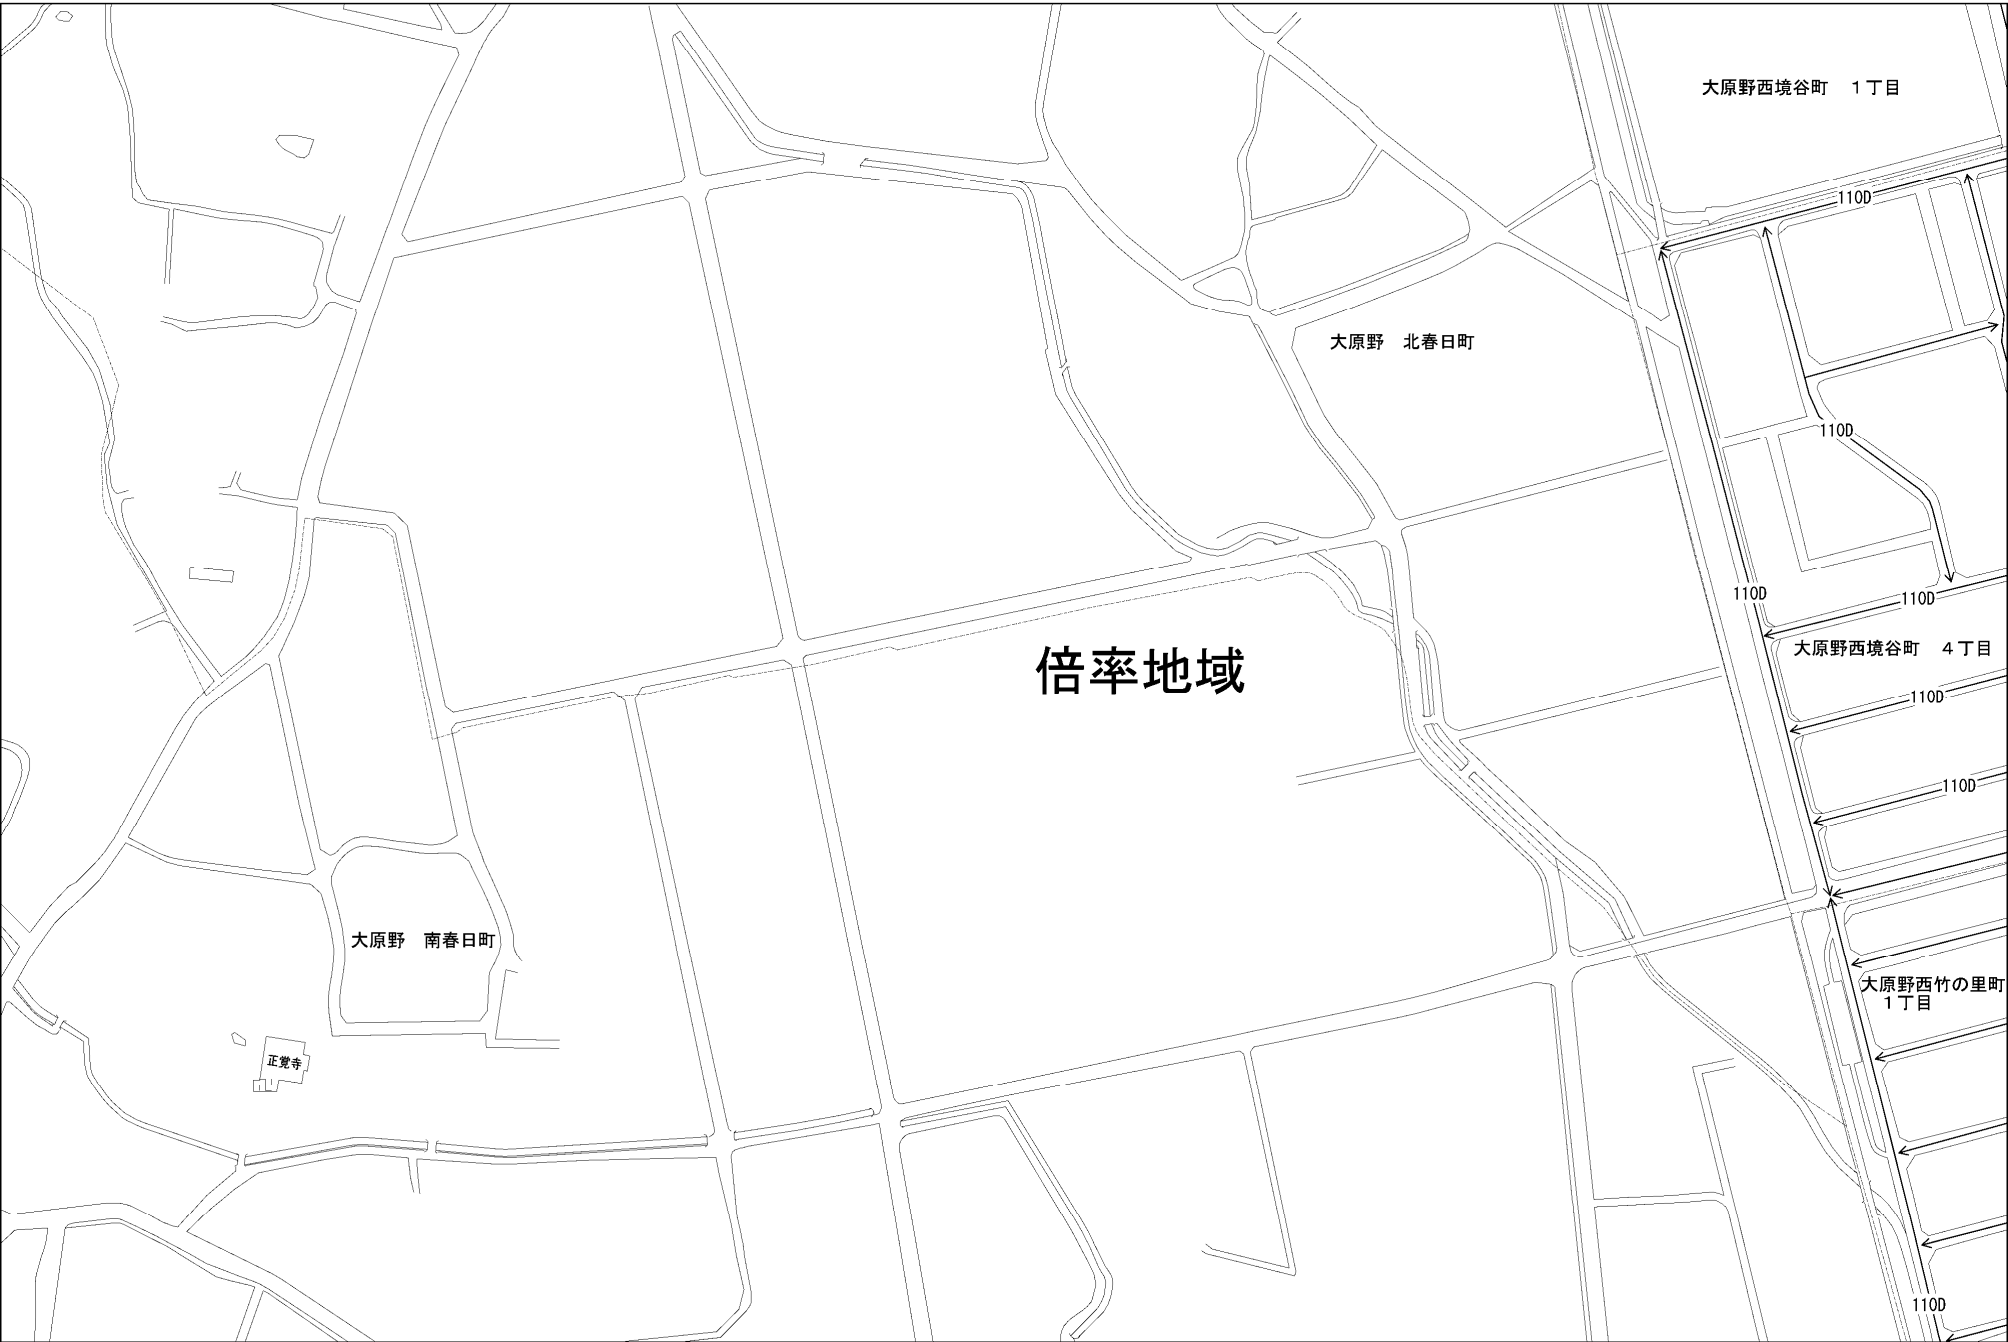 大原野西境谷町　１丁目
110D
大原野　北春日町
110D
110D
110D
大原野西境谷町　４丁目
倍率地域
110D
110D
大原野　南春日町
大原野西竹の里町
１丁目
正覚寺
110D